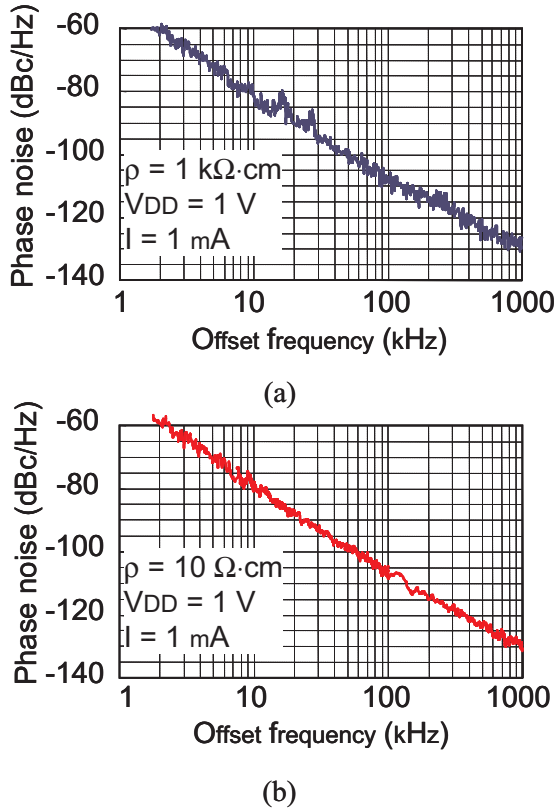 Phase noise (dBc/Hz)
-60
-80
-100
-120
-140
ρ = 1 kΩ·cm
VDD = 1 V
I = 1 mA
1
10
100
1000
Offset frequency (kHz)
(a)
Phase noise (dBc/Hz)
-60
-80
-100
-120
-140
ρ = 10 Ω·cm
VDD = 1 V
I = 1 mA
1
10
100
1000
Offset frequency (kHz)
(b)